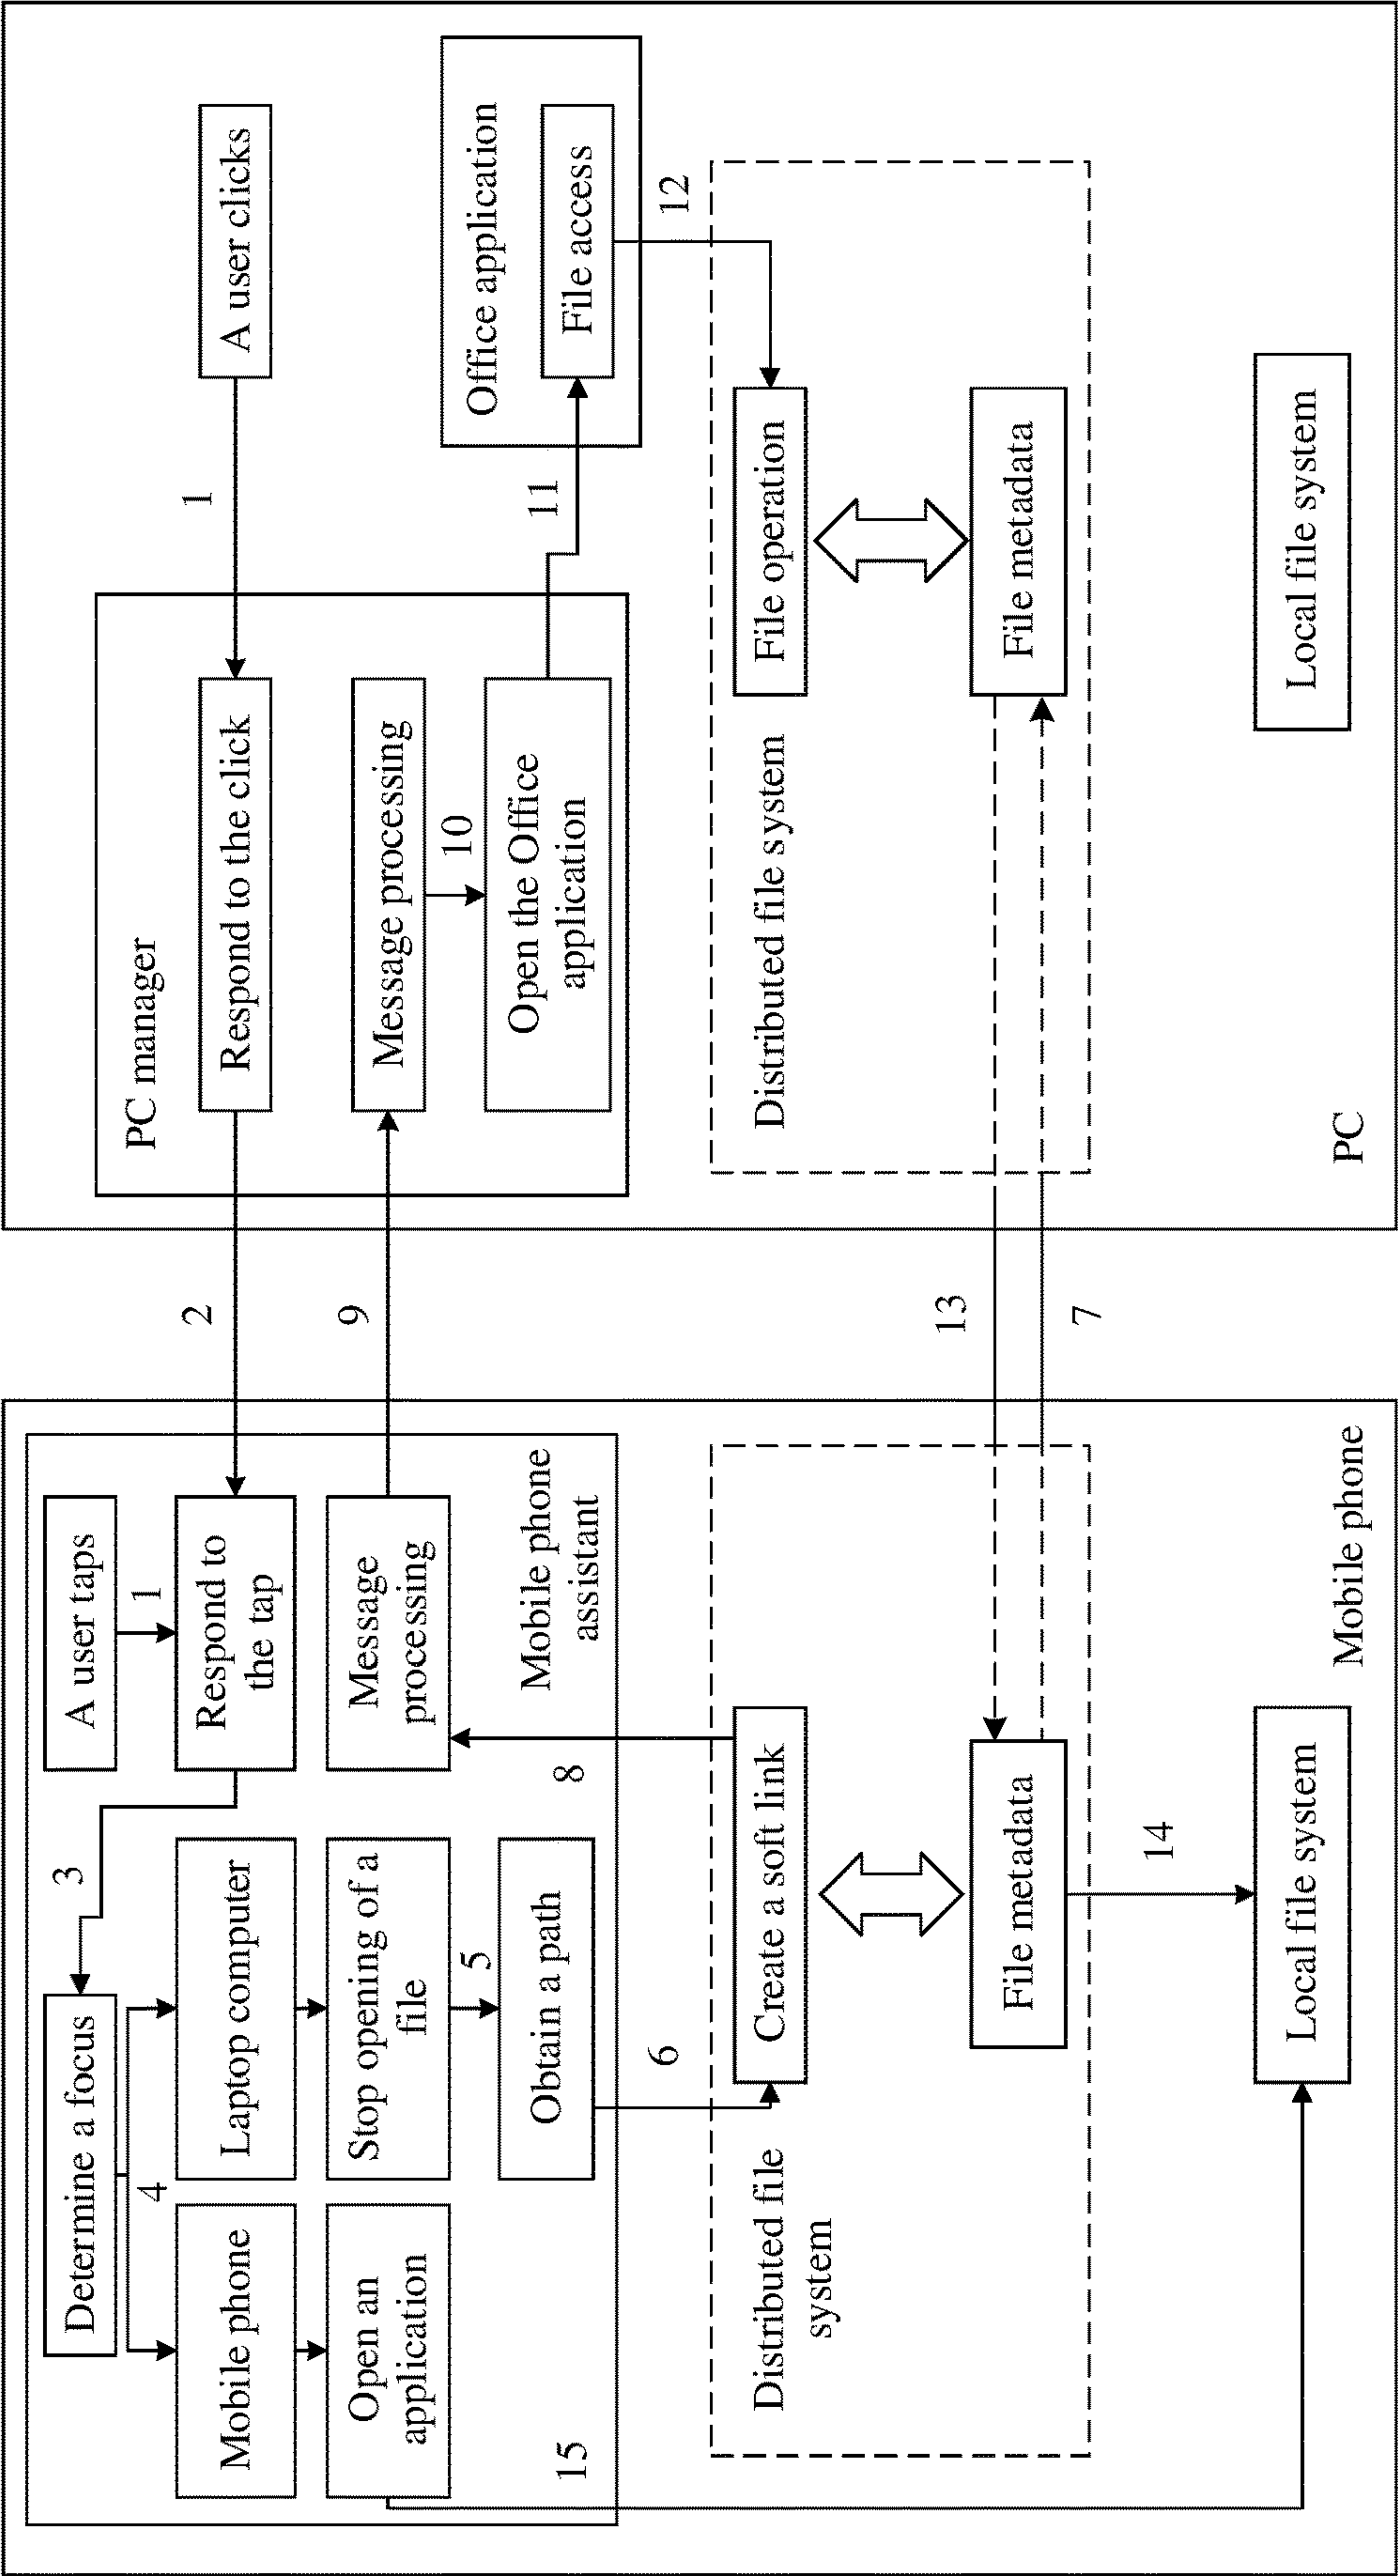 A user taps
1
Respond to
the tap
3
Determine a focus
4
Mobile phone
Laptop computer
Open an
application
Stop opening of a
file
5
Obtain a path
Message
processing
Mobile phone
assistant
15
6
8
Distributed file
system
Create a soft link
File metadata
14
Local file system
Mobile phone
2
9
13
7
PC manager
Respond to the click
1
A user clicks
Message processing
10
Open the Office
application
11
Office application
File access
12
Distributed file system
File operation
File metadata
Local file system
PC